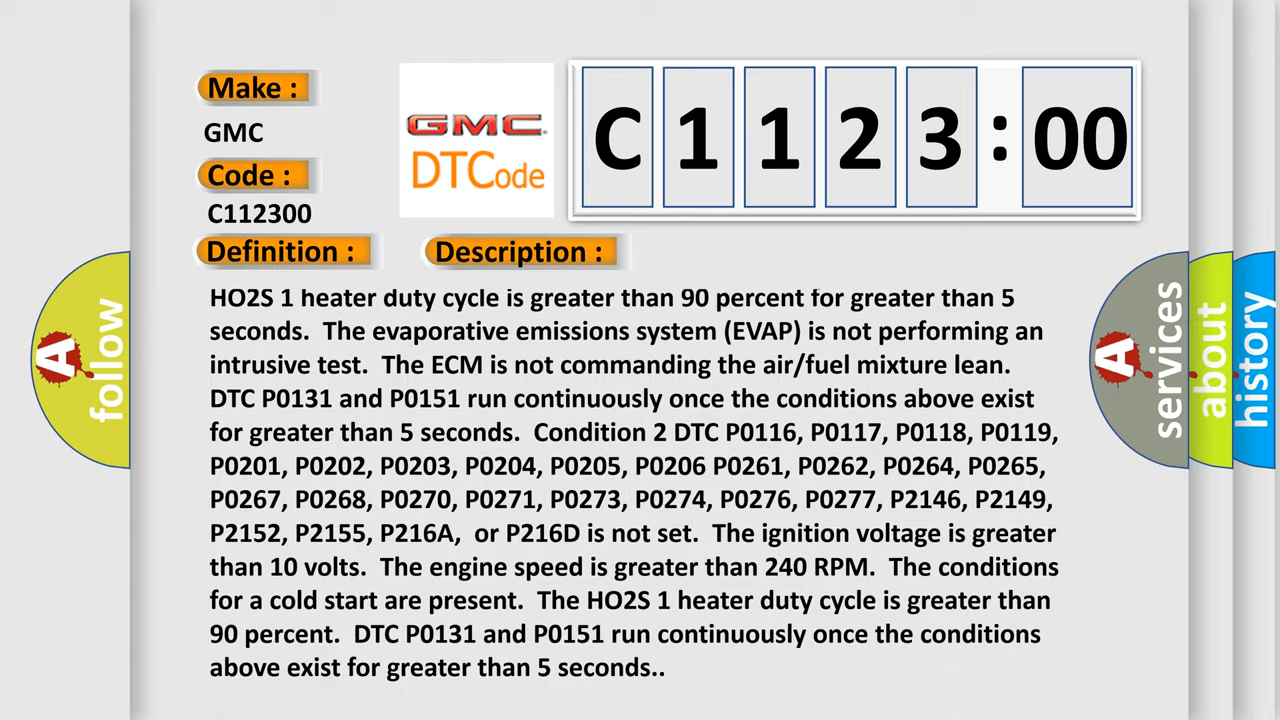 Make :
GMC
Code :
C112300
Definition :
Description :
GMC
DTCode
C 1 1 2 3 : 00
HO2S 1 heater duty cycle is greater than 90 percent for greater than 5
seconds.  The evaporative emissions system (EVAP) is not performing an
intrusive test.  The ECM is not commanding the air/fuel mixture lean.
DTC P0131 and P0151 run continuously once the conditions above exist
for greater than 5 seconds.  Condition 2 DTC P0116, P0117, P0118, P0119,
P0201, P0202, P0203, P0204, P0205, P0206 P0261, P0262, P0264, P0265,
P0267, P0268, P0270, P0271, P0273, P0274, P0276, P0277, P2146, P2149,
P2152, P2155, P216A,  or P216D is not set.  The ignition voltage is greater
than 10 volts.  The engine speed is greater than 240 RPM.  The conditions
for a cold start are present.  The HO2S 1 heater duty cycle is greater than
90 percent.  DTC P0131 and P0151 run continuously once the conditions
above exist for greater than 5 seconds..
A
follow
A
services
about
history